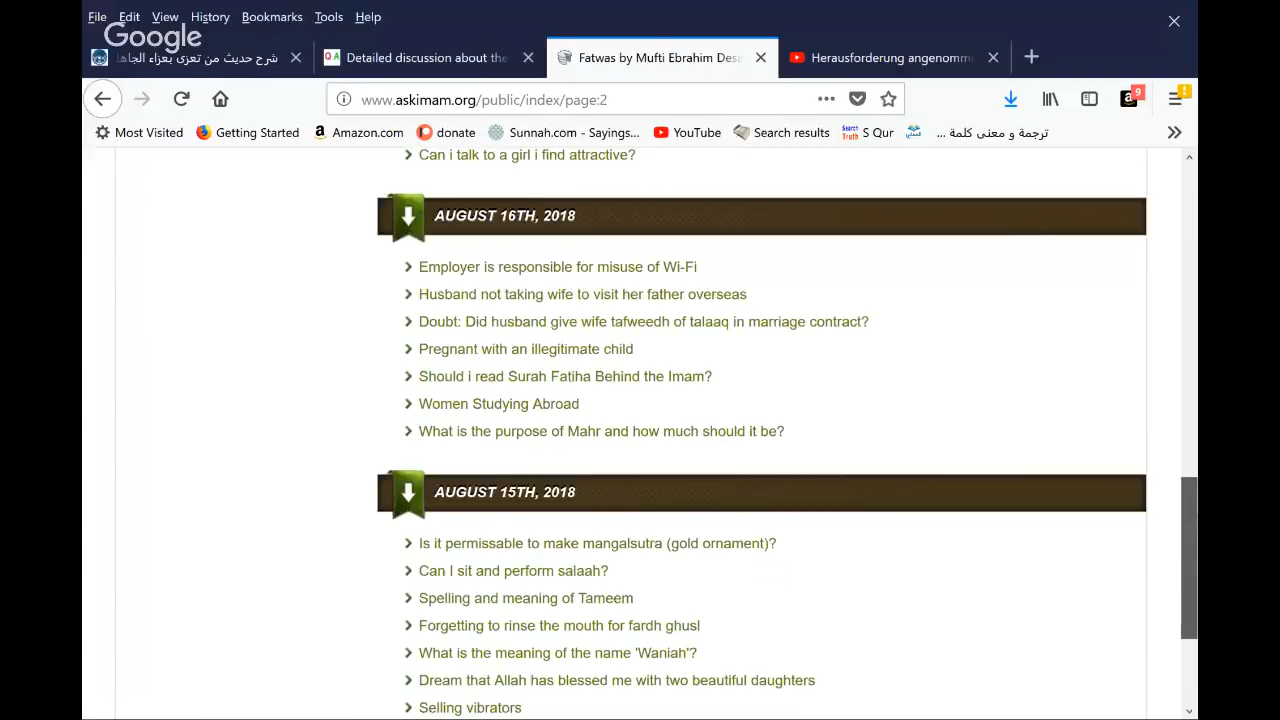 File Edit View History Bookmarks Tools Help
Google
شرح حديث من تعزى بعزاء الجاها
Q A Detailed discussion about the
Fatwas by Mufti Ebrahim Desa
Herausforderung angenomm
www.askimam.org/public/index/page:2
9
Most Visited Getting Started Amazon.com donate Sunnah.com - Sayings... YouTube Search results Search Truth S Qur ترجمة و معنى كلمة ...
Can i talk to a girl i find attractive?
AUGUST 16TH, 2018
Employer is responsible for misuse of Wi-Fi
Husband not taking wife to visit her father overseas
Doubt: Did husband give wife tafweedh of talaaq in marriage contract?
Pregnant with an illegitimate child
Should i read Surah Fatiha Behind the Imam?
Women Studying Abroad
What is the purpose of Mahr and how much should it be?
AUGUST 15TH, 2018
Is it permissable to make mangalsutra (gold ornament)?
Can I sit and perform salaah?
Spelling and meaning of Tameem
Forgetting to rinse the mouth for fardh ghusl
What is the meaning of the name 'Waniah'?
Dream that Allah has blessed me with two beautiful daughters
Selling vibrators